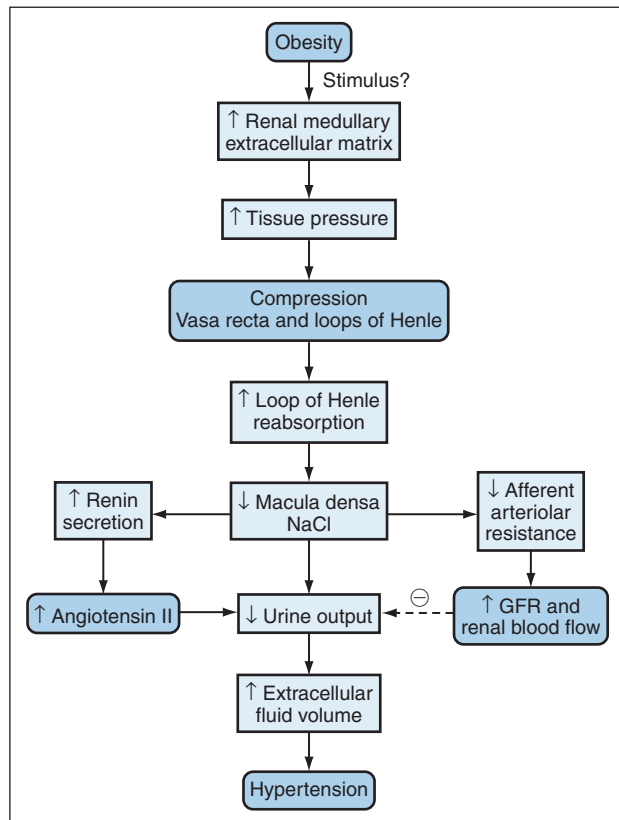 Obesity
Stimulus?
↑ Renal medullary
extracellular matrix
↑ Tissue pressure
Compression
Vasa recta and loops of Henle
↑ Loop of Henle
reabsorption
↑ Renin
secretion
↓ Macula densa
NaCl
↓ Afferent
arteriolar
resistance
↑ Angiotensin II
↓ Urine output
⊖
↑ GFR and
renal blood flow
↑ Extracellular
fluid volume
Hypertension